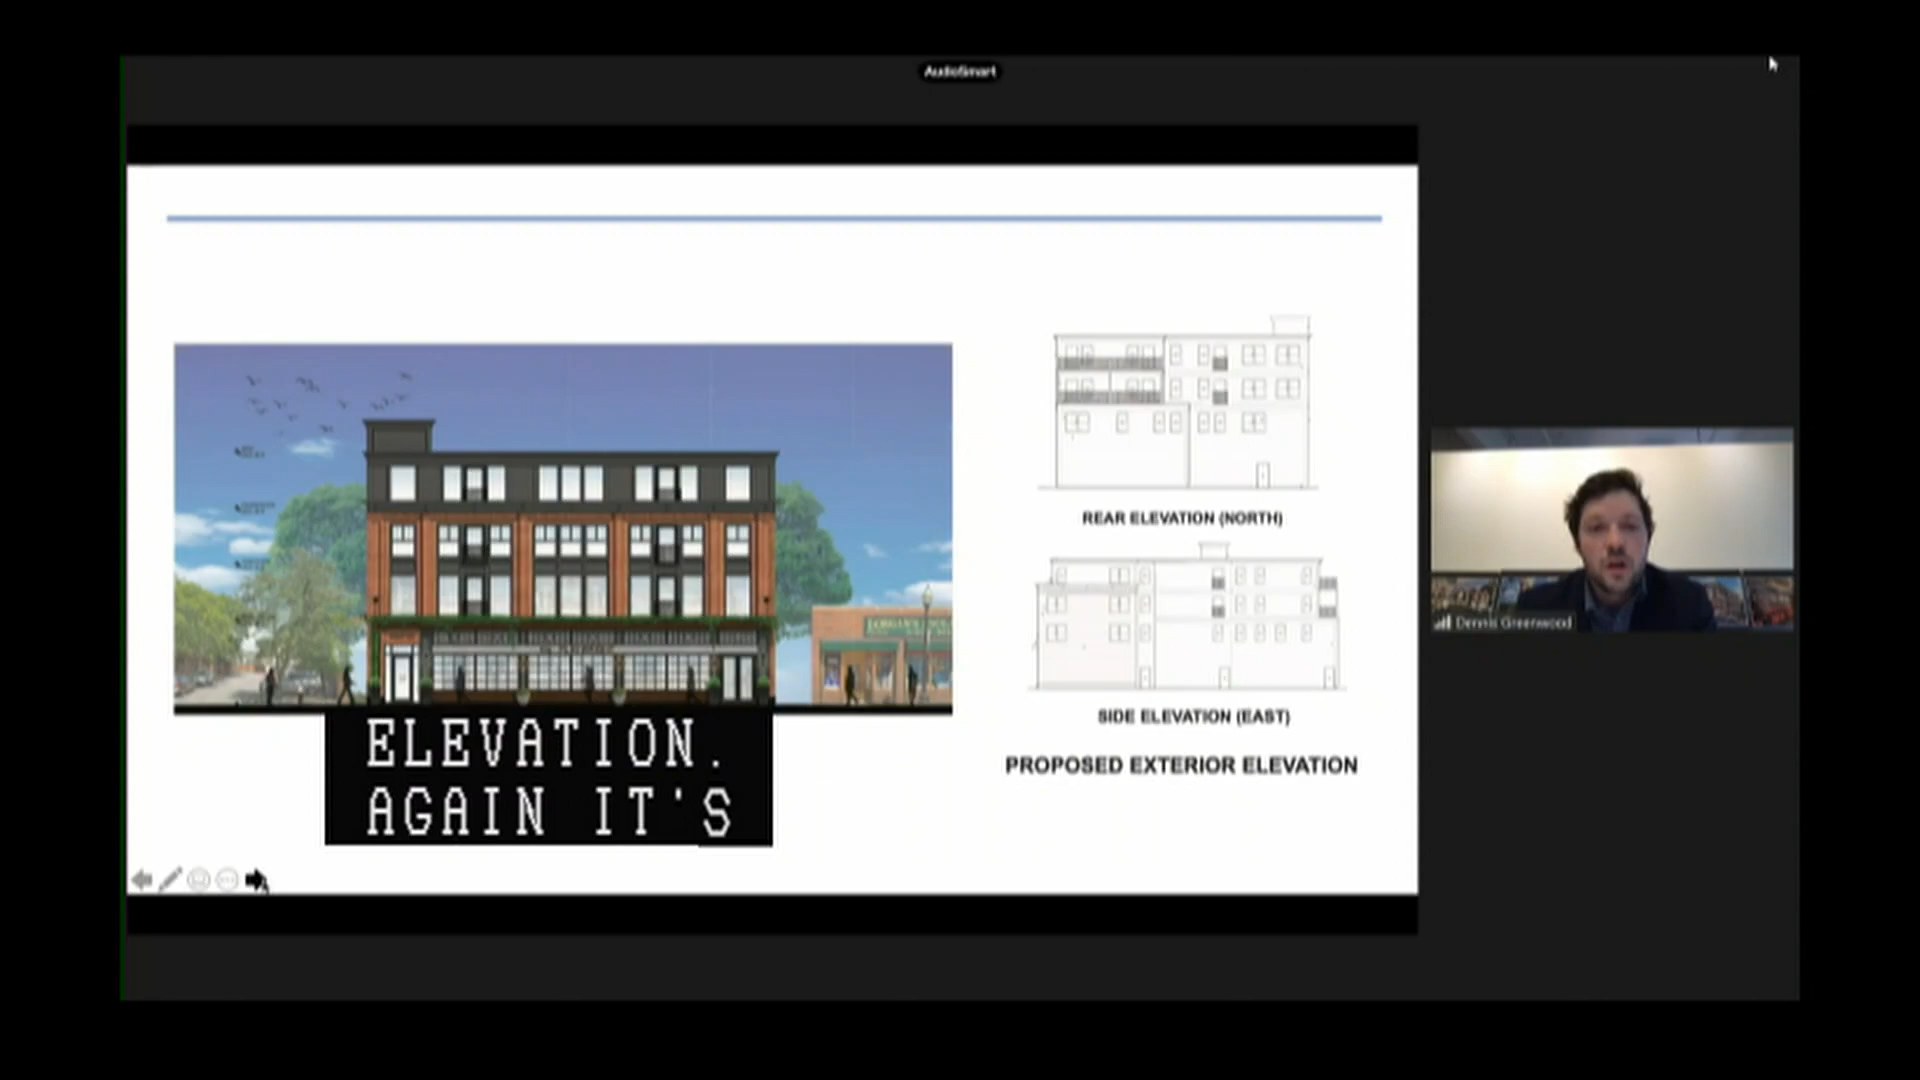 AudioSmart
REAR ELEVATION (NORTH)
SIDE ELEVATION (EAST)
PROPOSED EXTERIOR ELEVATION
ELEVATION.
AGAIN IT'S
Dennis Greenwood